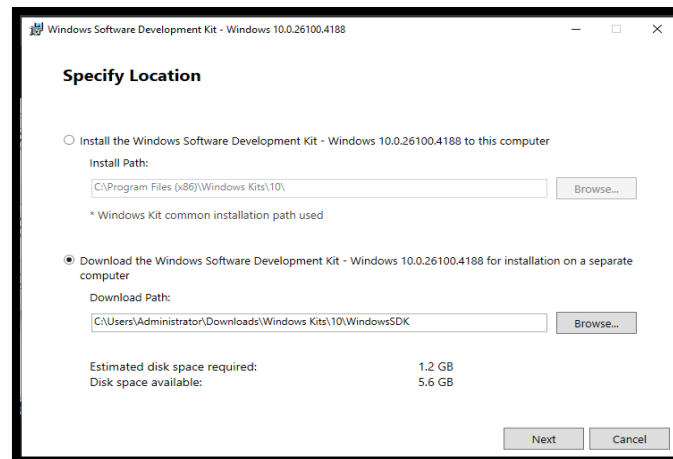 Windows Software Development Kit - Windows 10.0.26100.4188
Specify Location
Install the Windows Software Development Kit - Windows 10.0.26100.4188 to this computer
Install Path:
C:\Program Files (x86)\Windows Kits\10\
Browse...
* Windows Kit common installation path used
Download the Windows Software Development Kit - Windows 10.0.26100.4188 for installation on a separate
computer
Download Path:
C:\Users\Administrator\Downloads\Windows Kits\10\WindowsSDK
Browse...
Estimated disk space required: 1.2 GB
Disk space available: 5.6 GB
Next Cancel